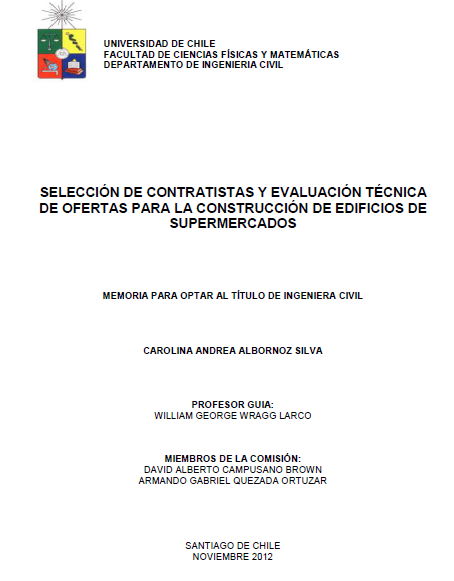 UNIVERSIDAD DE CHILE
FACULTAD DE CIENCIAS FÍSICAS Y MATEMÁTICAS
DEPARTAMENTO DE INGENIERIA CIVIL
SELECCIÓN DE CONTRATISTAS Y EVALUACIÓN TÉCNICA
DE OFERTAS PARA LA CONSTRUCCIÓN DE EDIFICIOS DE
SUPERMERCADOS
MEMORIA PARA OPTAR AL TÍTULO DE INGENIERA CIVIL
CAROLINA ANDREA ALBORNOZ SILVA
PROFESOR GUIA:
WILLIAM GEORGE WRAGG LARCO
MIEMBROS DE LA COMISIÓN:
DAVID ALBERTO CAMPUSANO BROWN
ARMANDO GABRIEL QUEZADA ORTUZAR
SANTIAGO DE CHILE
NOVIEMBRE 2012